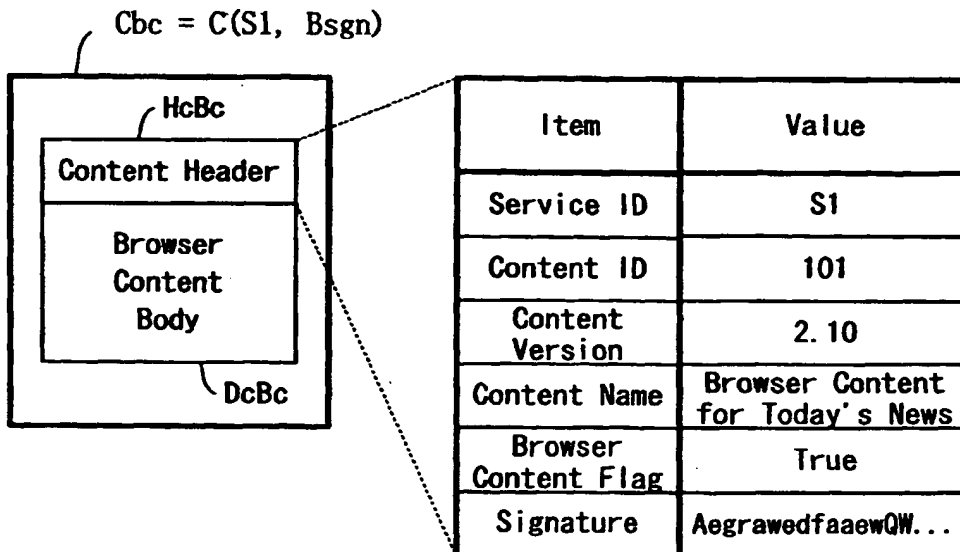 Cbc = C(S1, Bsgn)
HcBc
Content Header
Browser
Content
Body
DcBc
Item Value
Service ID S1
Content ID 101
Content
Version 2.10
Content Name Browser Content
for Today's News
Browser
Content Flag True
Signature AegrawedfaaewQW...